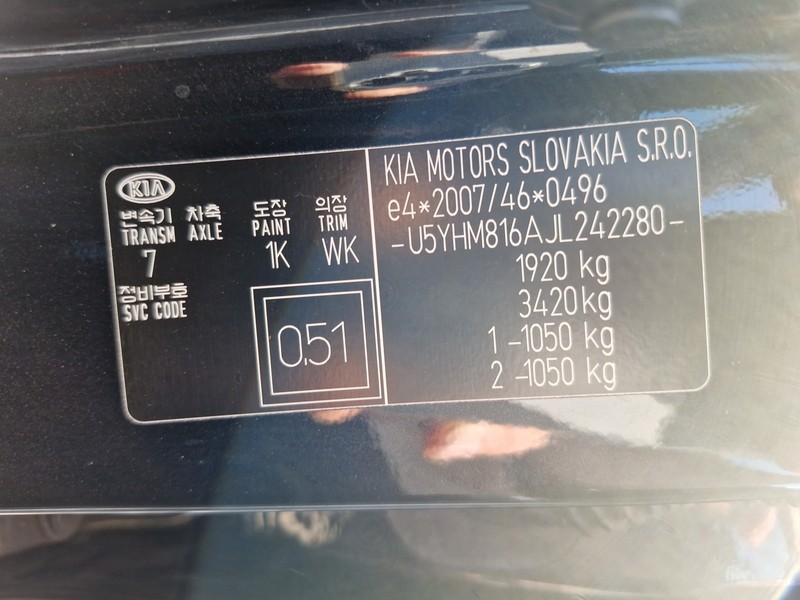 KIA
변속기 차축 도장 의장
TRANSM AXLE PAINT TRIM
7 1K WK
정비부호
SVC CODE
0.51
KIA MOTORS SLOVAKIA S.R.O.
e4*2007/46*0496
-U5YHM816AJL242280-
1920 kg
3420 kg
1 -1050 kg
2 -1050 kg